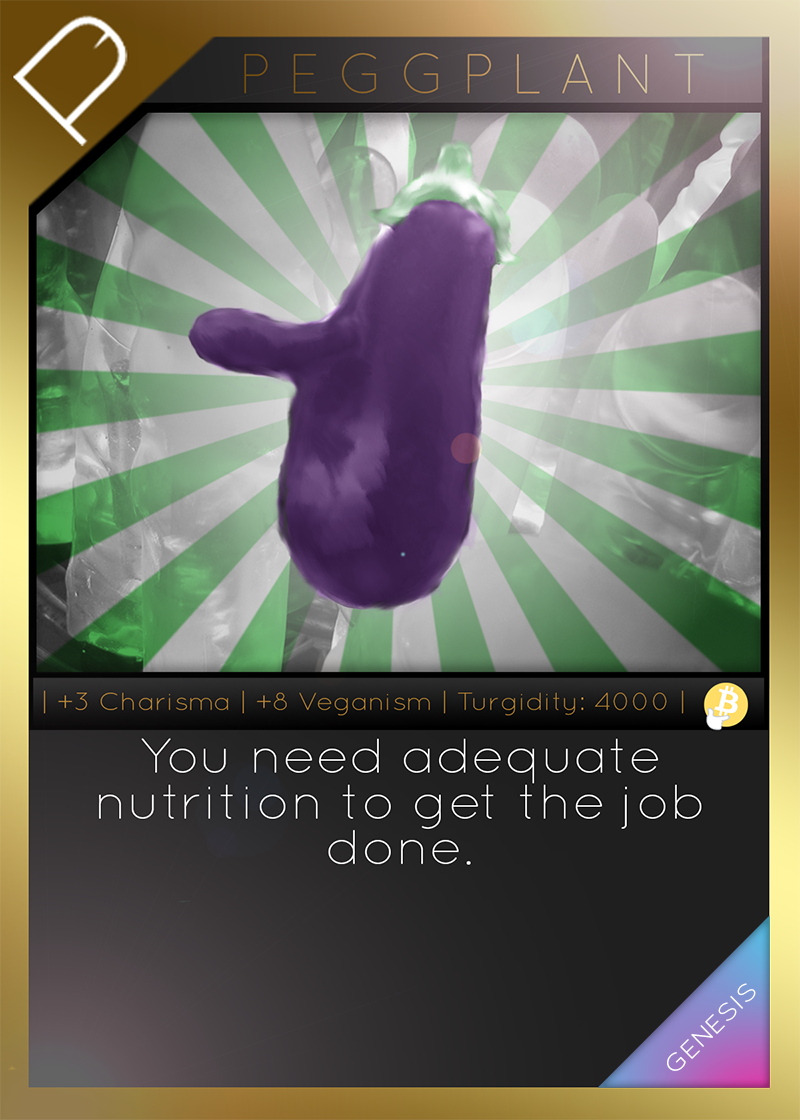 PEGGPLANT
| +3 Charisma | +8 Veganism | Turgidity: 4000 |
You need adequate
nutrition to get the job
done.
GENESIS